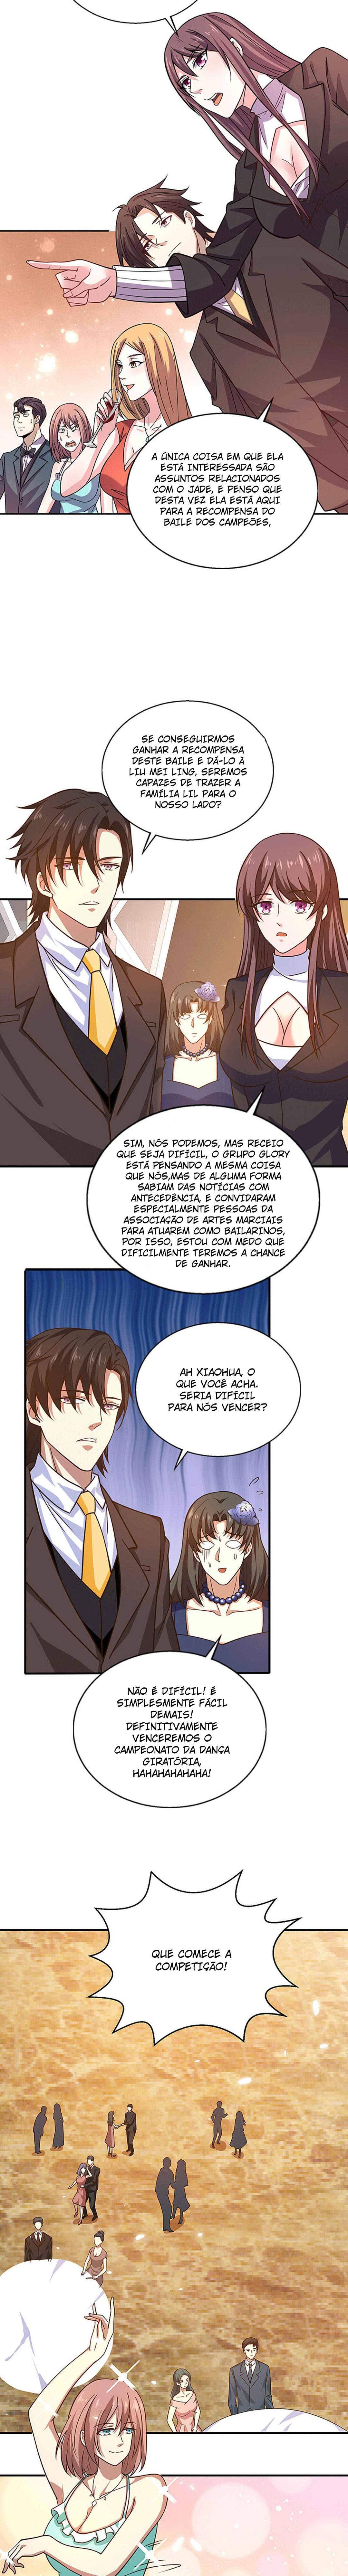 A ÚNICA COISA EM QUE ELA
ESTÁ INTERESSADA SÃO
ASSUNTOS RELACIONADOS
COM O JADE, E PENSO QUE
DESTA VEZ ELA ESTÁ AQUI
PARA A RECOMPENSA DO
BAILE DOS CAMPEÕES,
SE CONSEGUIRMOS
GANHAR A RECOMPENSA
DESTE BAILE E DÁ-LO À
LIU MEI LING, SEREMOS
CAPAZES DE TRAZER A
FAMÍLIA LIL PARA O
NOSSO LADO?
SIM, NÓS PODEMOS, MAS RECEIO
QUE SEJA DIFÍCIL, O GRUPO GLORY
ESTÁ PENSANDO A MESMA COISA
QUE NÓS,MAS DE ALGUMA FORMA
SABIAM DAS NOTÍCIAS COM
ANTECEDÊNCIA, E CONVIDARAM
ESPECIALMENTE PESSOAS DA
ASSOCIAÇÃO DE ARTES MARCIAIS
PARA ATUAREM COMO BAILARINOS,
POR ISSO, ESTOU COM MEDO QUE
DIFICILMENTE TEREMOS A CHANCE
DE GANHAR.
AH XIAOHUA, O
QUE VOCÊ ACHA.
SERIA DIFÍCIL
PARA NÓS VENCER?
NÃO É DIFÍCIL! É
SIMPLESMENTE FÁCIL
DEMAIS!
DEFINITIVAMENTE
VENCEREMOS O
CAMPEONATO DA DANÇA
GIRATÓRIA,
HAHAHAHAHAHA!
QUE COMECE A
COMPETIÇÃO!